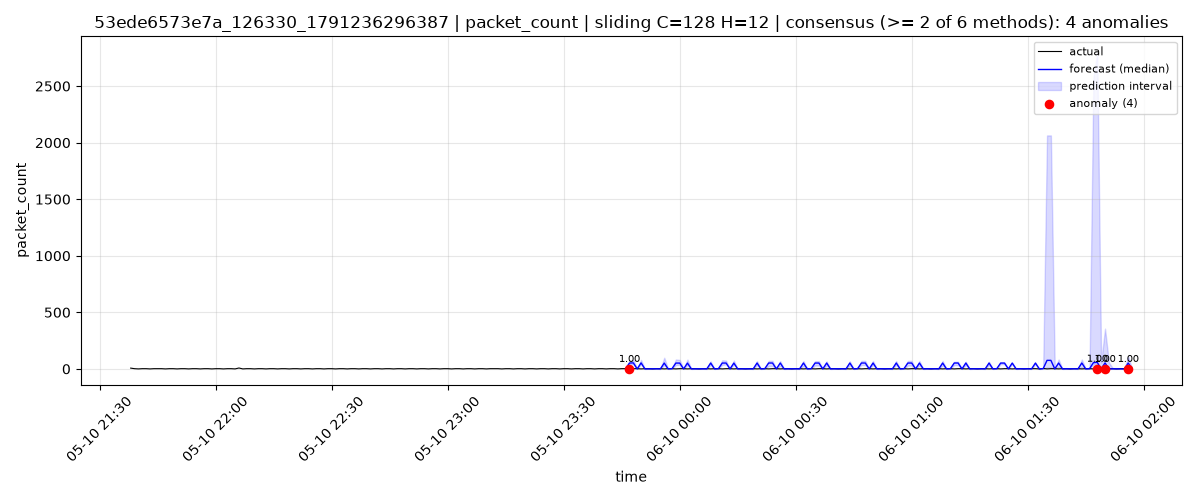 53ede6573e7a_126330_1791236296387 | packet_count | sliding C=128 H=12 | consensus (>= 2 of 6 methods): 4 anomalies
actual
forecast (median)
prediction interval
anomaly (4)
packet_count
2500
2000
1500
1000
500
0
1.00
1.00
05-10 21:30
05-10 22:00
05-10 22:30
05-10 23:00
05-10 23:30
06-10 00:00
06-10 00:30
06-10 01:00
06-10 01:30
06-10 02:00
time